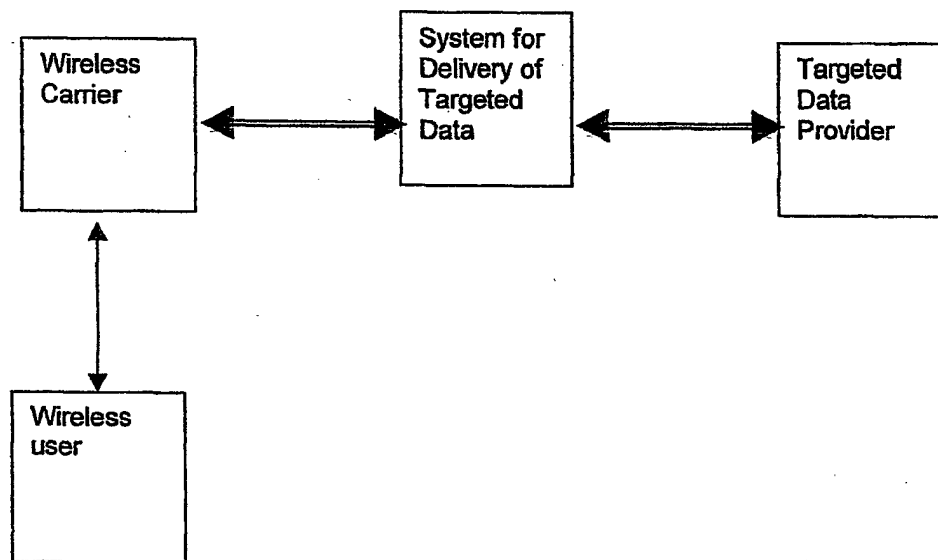 Wireless
Carrier
System for
Delivery of
Targeted
Data
Targeted
Data
Provider
Wireless
user